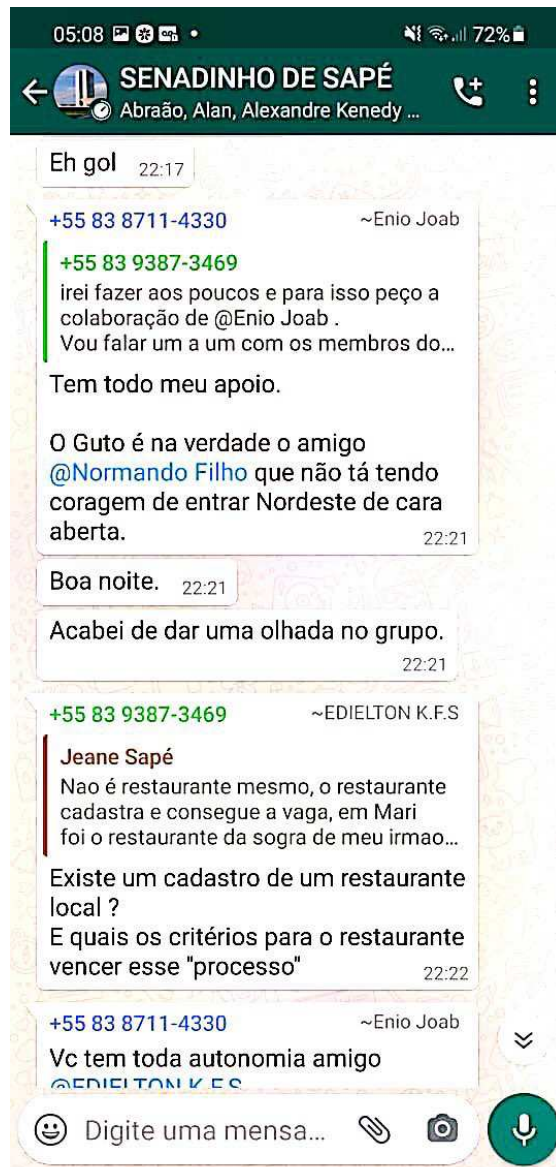 05:08 72%
SENADINHO DE SAPÉ
Abraão, Alan, Alexandre Kenedy ...
Eh gol 22:17
+55 83 8711-4330 ~Enio Joab
+55 83 9387-3469
irei fazer aos poucos e para isso peço a
colaboração de @Enio Joab .
Vou falar um a um com os membros do...
Tem todo meu apoio.
O Guto é na verdade o amigo
@Normando Filho que não tá tendo
coragem de entrar Nordeste de cara
aberta. 22:21
Boa noite. 22:21
Acabei de dar uma olhada no grupo.
22:21
+55 83 9387-3469 ~EDIELTON K.F.S
Jeane Sapé
Nao é restaurante mesmo, o restaurante
cadastra e consegue a vaga, em Mari
foi o restaurante da sogra de meu irmao...
Existe um cadastro de um restaurante
local ?
E quais os critérios para o restaurante
vencer esse "processo" 22:22
+55 83 8711-4330 ~Enio Joab
Vc tem toda autonomia amigo
@EDIELTON K.F.S
Digite uma mensa...